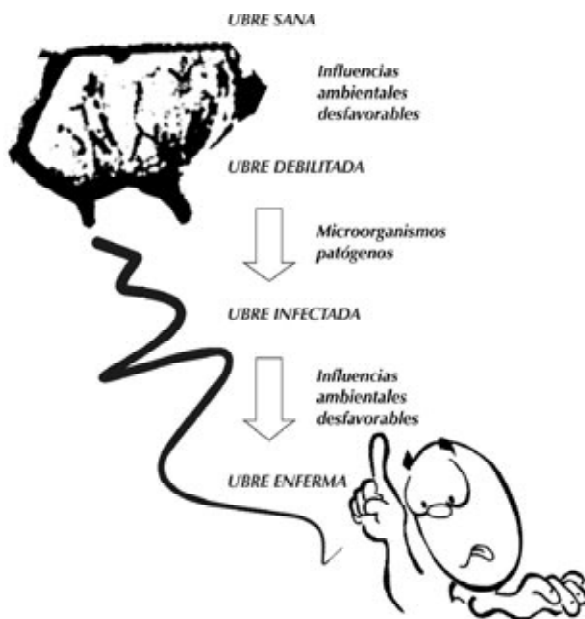 UBRE SANA
Influencias
ambientales
desfavorables
UBRE DEBILITADA
Microorganismos
patógenos
UBRE INFECTADA
Influencias
ambientales
desfavorables
UBRE ENFERMA